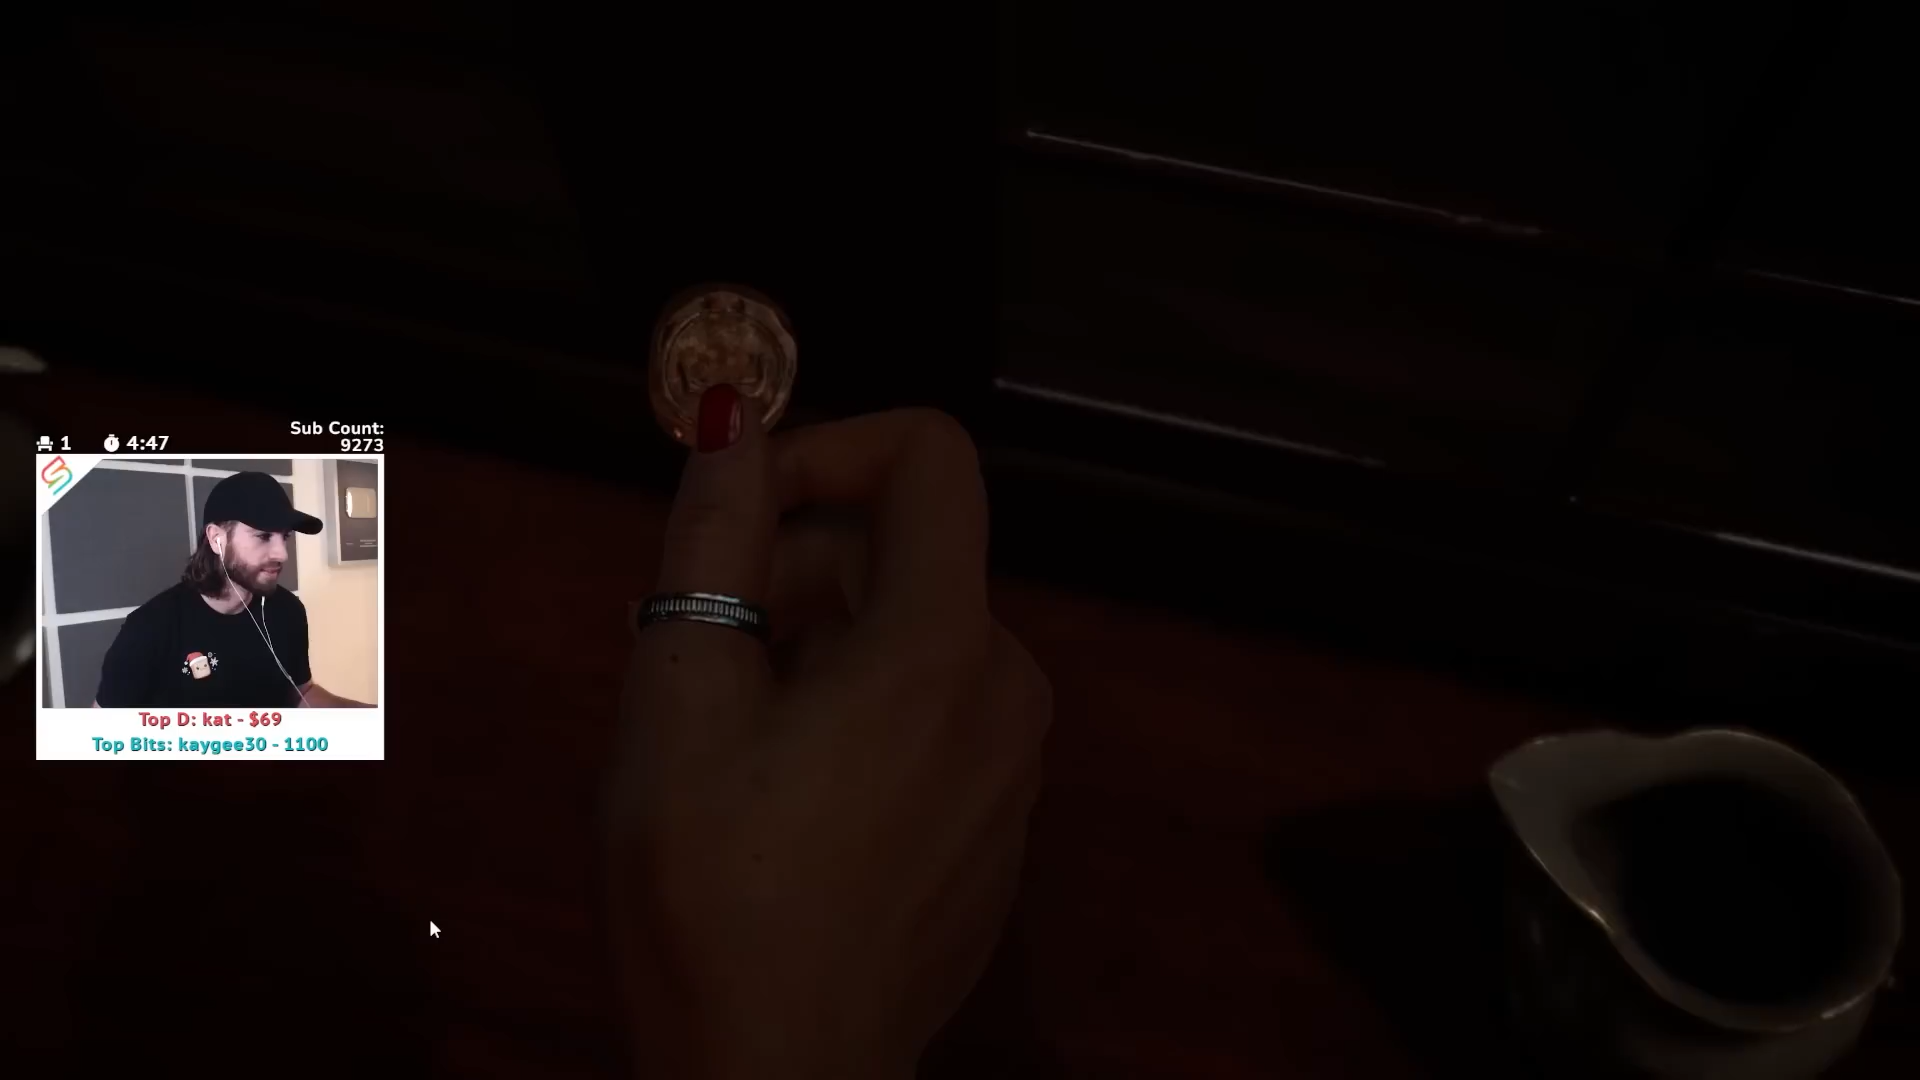 Sub Count:
1 4:47 9273
Top D: kat - $69
Top Bits: kaygee30 - 1100